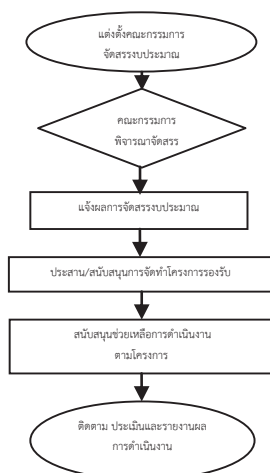 แต่งตั้งคณะกรรมการ
จัดสรรงบประมาณ
คณะกรรมการ
พิจารณาจัดสรร
แจ้งผลการจัดสรรงบประมาณ
ประสาน/สนับสนุนการจัดทำโครงการรองรับ
สนับสนุนช่วยเหลือการดำเนินงาน
ตามโครงการ
ติดตาม ประเมินและรายงานผล
การดำเนินงาน